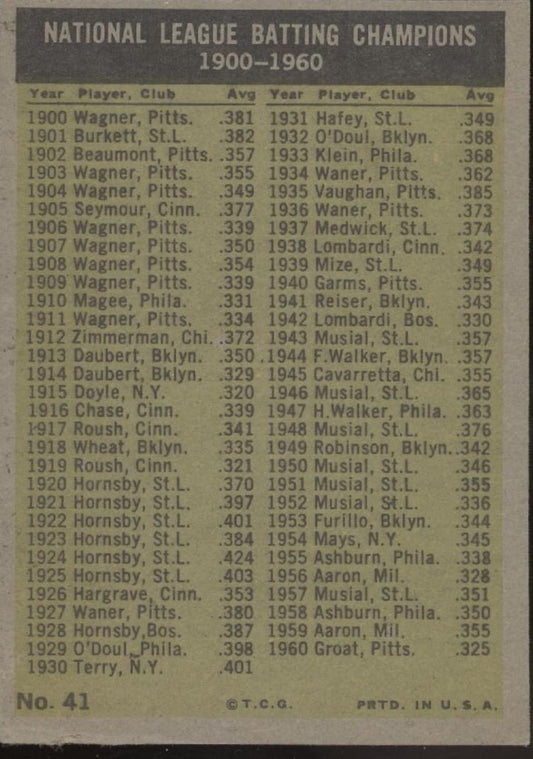 NATIONAL LEAGUE BATTING CHAMPIONS
1900–1960
Year Player, Club Avg
1900 Wagner, Pitts. .381
1901 Burkett, St.L. .382
1902 Beaumont, Pitts. .357
1903 Wagner, Pitts. .355
1904 Wagner, Pitts. .349
1905 Seymour, Cinn. .377
1906 Wagner, Pitts. .339
1907 Wagner, Pitts. .350
1908 Wagner, Pitts. .354
1909 Wagner, Pitts. .339
1910 Magee, Phila. .331
1911 Wagner, Pitts. .334
1912 Zimmerman, Chi. .372
1913 Daubert, Bklyn. .350
1914 Daubert, Bklyn. .329
1915 Doyle, N.Y. .320
1916 Chase, Cinn. .339
1917 Roush, Cinn. .341
1918 Wheat, Bklyn. .335
1919 Roush, Cinn. .321
1920 Hornsby, St.L. .370
1921 Hornsby, St.L. .397
1922 Hornsby, St.L. .401
1923 Hornsby, St.L. .384
1924 Hornsby, St.L. .424
1925 Hornsby, St.L. .403
1926 Hargrave, Cinn. .353
1927 Waner, Pitts. .380
1928 Hornsby,Bos. .387
1929 O'Doul, Phila. .398
1930 Terry, N.Y. .401
Year Player, Club Avg
1931 Hafey, St.L. .349
1932 O'Doul, Bklyn. .368
1933 Klein, Phila. .368
1934 Waner, Pitts. .362
1935 Vaughan, Pitts. .385
1936 Waner, Pitts. .373
1937 Medwick, St.L. .374
1938 Lombardi, Cinn. .342
1939 Mize, St.L. .349
1940 Garms, Pitts. .355
1941 Reiser, Bklyn. .343
1942 Lombardi, Bos. .330
1943 Musial, St.L. .357
1944 F.Walker, Bklyn. .357
1945 Cavarretta, Chi. .355
1946 Musial, St.L. .365
1947 H.Walker, Phila. .363
1948 Musial, St.L. .376
1949 Robinson, Bklyn. .342
1950 Musial, St.L. .346
1951 Musial, St.L. .355
1952 Musial, St.L. .336
1953 Furillo, Bklyn. .344
1954 Mays, N.Y. .345
1955 Ashburn, Phila. .338
1956 Aaron, Mil. .328
1957 Musial, St.L. .351
1958 Ashburn, Phila. .350
1959 Aaron, Mil. .355
1960 Groat, Pitts. .325
No. 41 ©T.C.G. PRTD. IN U.S.A.